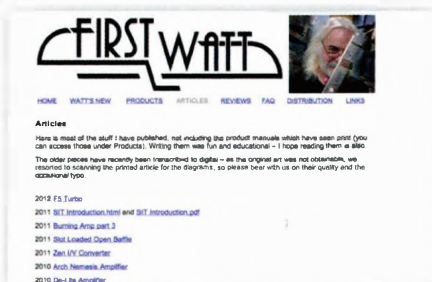 FIRST WATT
HOME WATT'S NEW PRODUCTS ARTICLES REVIEWS FAQ DISTRIBUTION LINKS
Articles
Here is most of the stuff I have published, not including the product manuals which have seen print (you
can access those under Products). Writing them was fun and educational – I hope reading them is also.
The older pieces have recently been transcribed to digital – as the original art was not obtainable, we
resorted to scanning the printed article for the diagrams, so please bear with us on their quality and the
occasional typo.
2012 F5 Turbo
2011 SIT Introduction.html and SIT Introduction.pdf
2011 Burning Amp part 3
2011 Slot Loaded Open Baffle
2011 Zen I/V Converter
2010 Arch Nemesis Amplifier
2010 De-Lite Amplifier